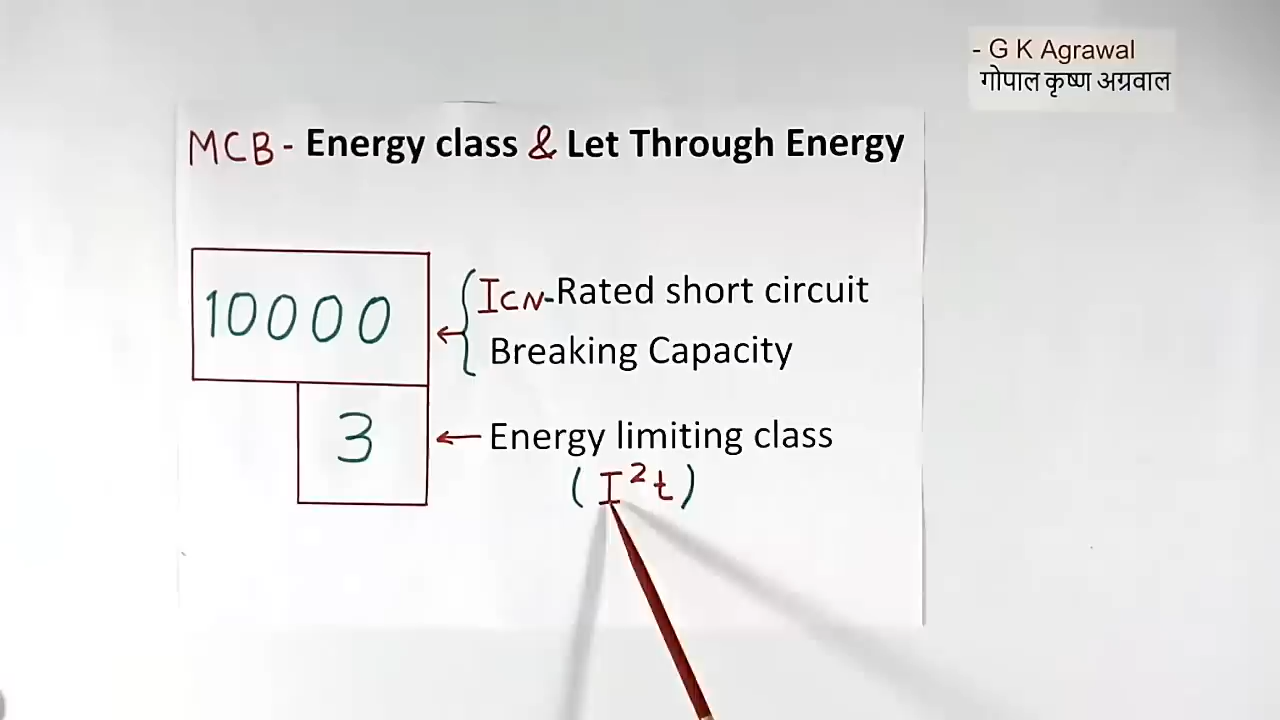 - G K Agrawal
गोपाल कृष्ण अग्रवाल
MCB - Energy class & Let Through Energy
10000
ICN-Rated short circuit
Breaking Capacity
3
Energy limiting class
(I²t)